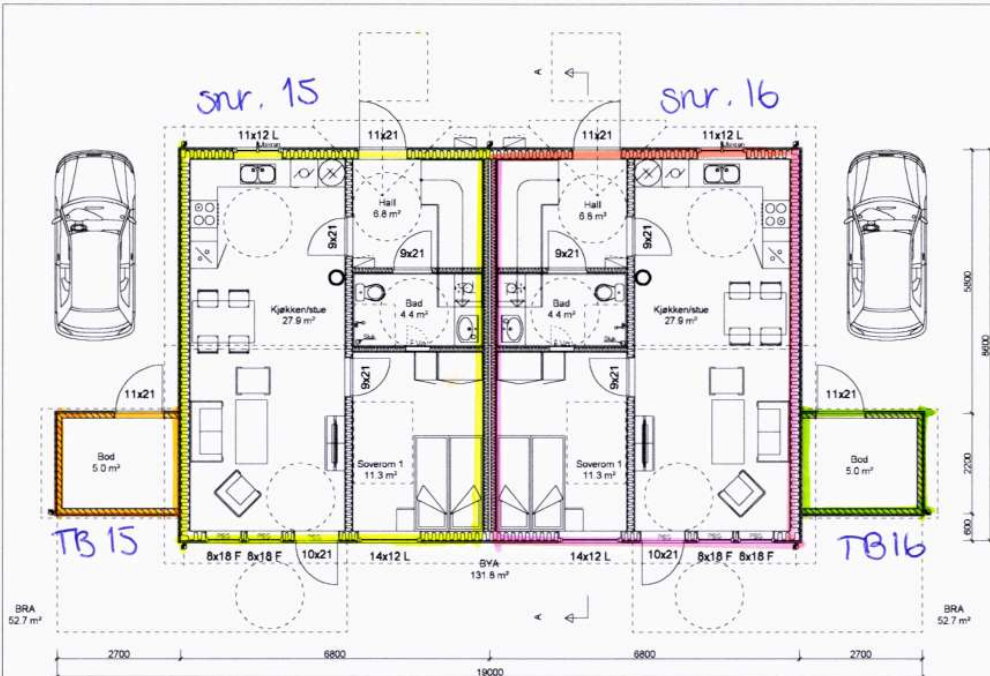 snr. 15
snr. 16
11x12 L
11x21
A
11x21
11x12 L
Hall
6.8 m²
Hall
6.8 m²
9x21
9x21
9x21
9x21
Kjøkken/stue
27.9 m²
Bad
4.4 m²
Bad
4.4 m²
Kjøkken/stue
27.9 m²
5800
8600
11x21
9x21
9x21
11x21
Bod
5.0 m²
Soverom 1
11.3 m²
Soverom 1
11.3 m²
Bod
5.0 m²
2200
600
TB 15
TB 16
8x18 F
8x18 F
10x21
14x12 L
BYA
131.8 m²
14x12 L
10x21
8x18 F
8x18 F
BRA
52.7 m²
A
BRA
52.7 m²
2700
6800
6800
2700
19000